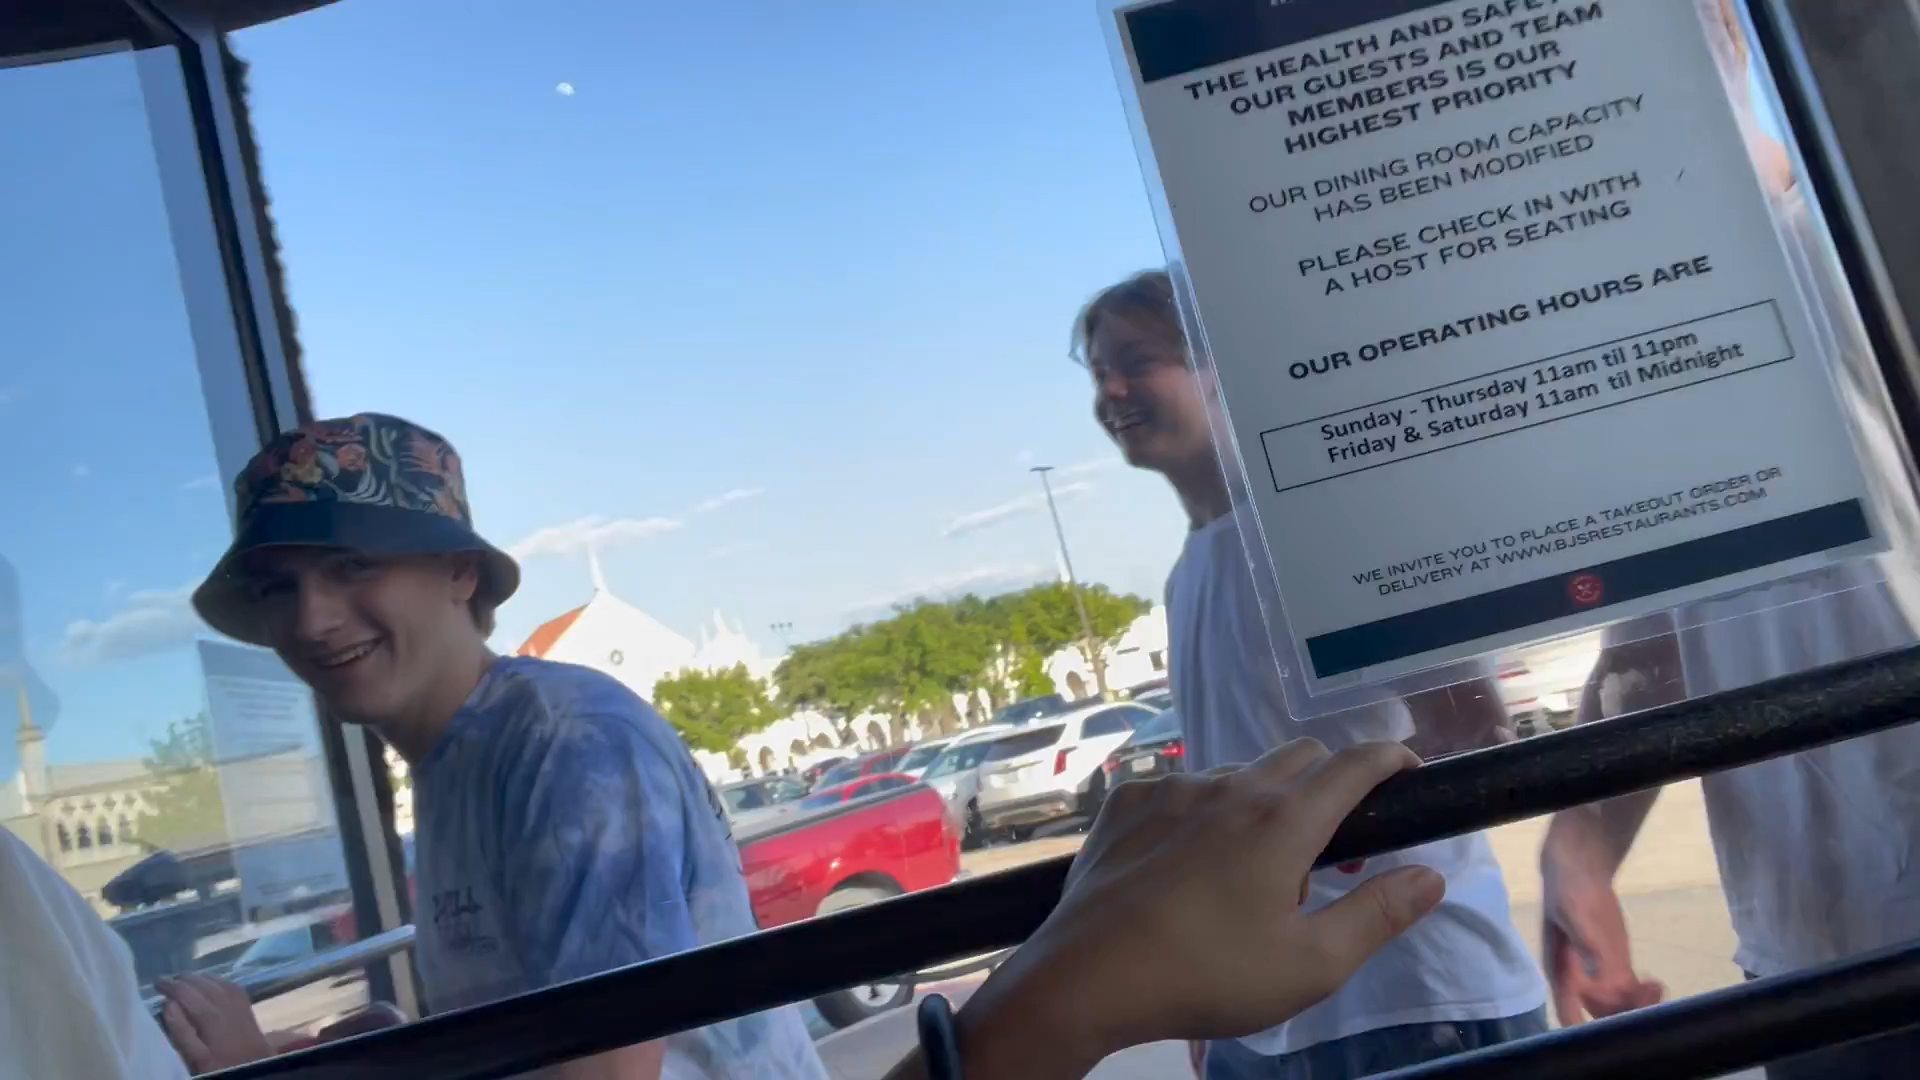 THE HEALTH AND SAFETY
OUR GUESTS AND TEAM
MEMBERS IS OUR
HIGHEST PRIORITY
OUR DINING ROOM CAPACITY
HAS BEEN MODIFIED
PLEASE CHECK IN WITH
A HOST FOR SEATING
OUR OPERATING HOURS ARE
Sunday - Thursday 11am til 11pm
Friday & Saturday 11am til Midnight
WE INVITE YOU TO PLACE A TAKEOUT ORDER OR
DELIVERY AT WWW.BJSRESTAURANTS.COM